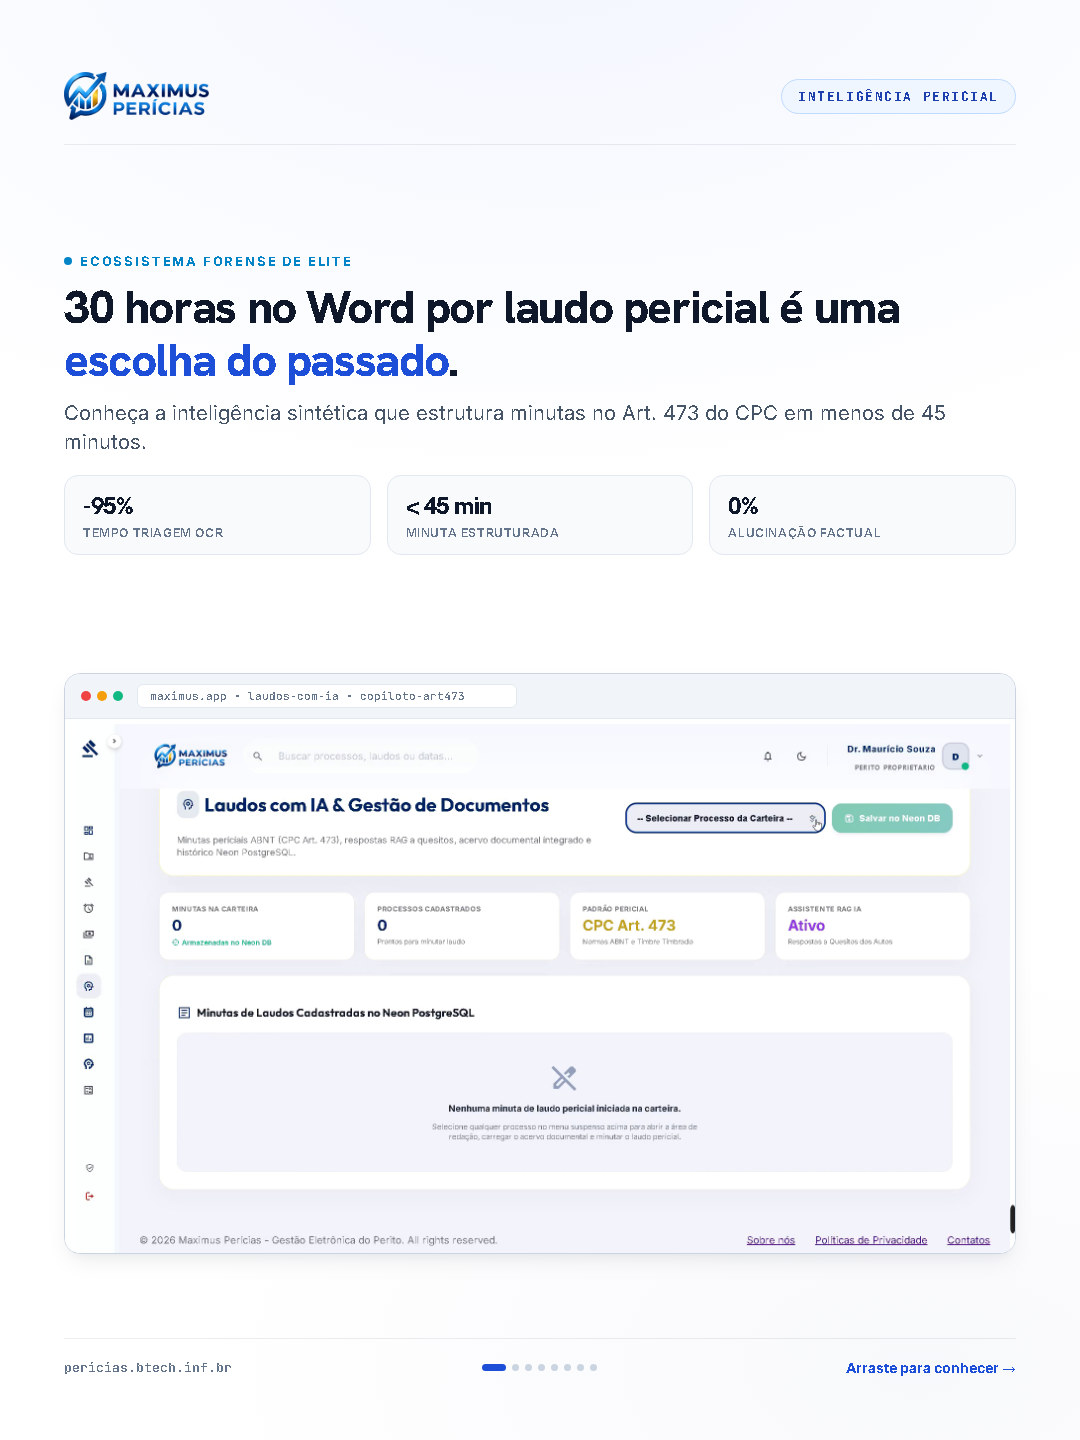 MAXIMUS
PERÍCIAS
INTELIGÊNCIA PERICIAL
ECOSSISTEMA FORENSE DE ELITE
30 horas no Word por laudo pericial é uma
escolha do passado.
Conheça a inteligência sintética que estrutura minutas no Art. 473 do CPC em menos de 45
minutos.
-95%
TEMPO TRIAGEM OCR
< 45 min
MINUTA ESTRUTURADA
0%
ALUCINAÇÃO FACTUAL
maximus.app • laudos-com-ia • copiloto-art473
MAXIMUS
PERÍCIAS
Buscar processos, laudos ou datas...
Dr. Maurício Souza
PERITO PROPRIETARIO
D
Laudos com IA & Gestão de Documentos
Minutas periciais ABNT (CPC Art. 473), respostas RAG a quesitos, acervo documental integrado e
histórico Neon PostgreSQL.
-- Selecionar Processo da Carteira --
Salvar no Neon DB
MINUTAS NA CARTEIRA
0
Armazenadas no Neon DB
PROCESSOS CADASTRADOS
0
Prontos para minutar laudo
PADRÃO PERICIAL
CPC Art. 473
Normas ABNT e Timbre Timbrado
ASSISTENTE RAG IA
Ativo
Respostas a Quesitos dos Autos
Minutas de Laudos Cadastradas no Neon PostgreSQL
Nenhuma minuta de laudo pericial iniciada na carteira.
Selecione qualquer processo no menu suspenso acima para abrir a área de
redação, carregar o acervo documental e minutar o laudo pericial.
© 2026 Maximus Perícias - Gestão Eletrônica do Perito. All rights reserved.
Sobre nós
Políticas de Privacidade
Contatos
pericias.btech.inf.br
Arraste para conhecer →